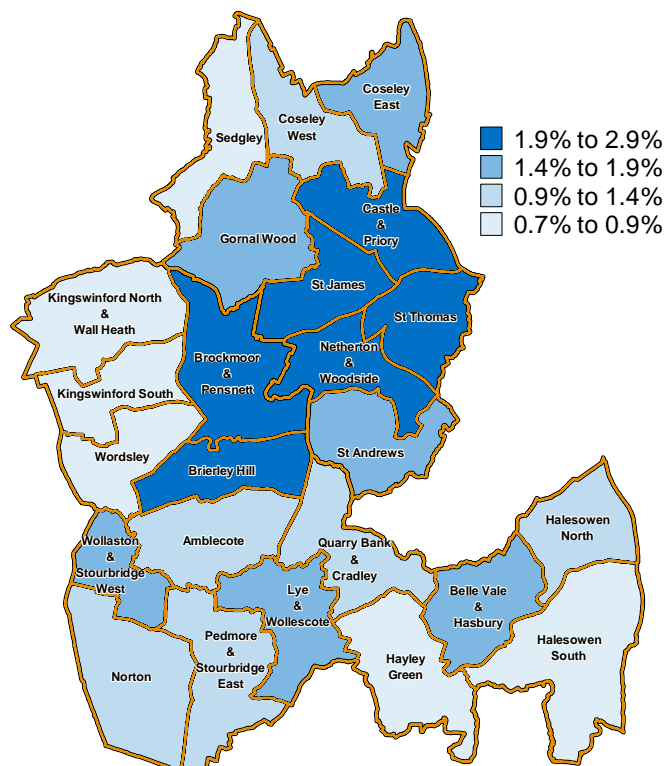 Coseley
East
Coseley
West
Sedgley
1.9% to 2.9%
1.4% to 1.9%
0.9% to 1.4%
0.7% to 0.9%
Castle
&
Priory
Gornal Wood
St James
Kingswinford North
&
Wall Heath
St Thomas
Netherton
&
Woodside
Brockmoor
&
Pensnett
Kingswinford South
Wordsley
St Andrews
Brierley Hill
Halesowen
North
Wollaston
&
Stourbridge
West
Amblecote
Quarry Bank
&
Cradley
Lye
&
Wollescote
Belle Vale
&
Hasbury
Pedmore
&
Stourbridge
East
Halesowen
South
Hayley
Green
Norton